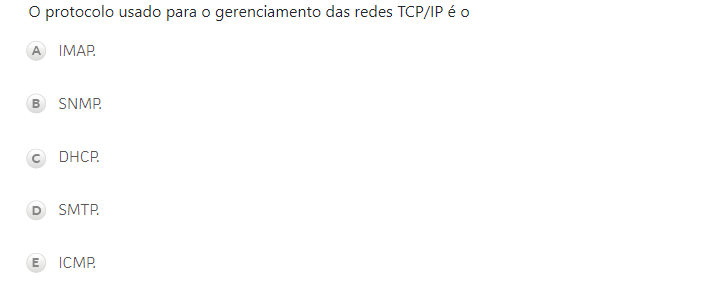 O protocolo usado para o gerenciamento das redes TCP/IP é o
A IMAP.
B SNMP.
C DHCP.
D SMTP.
E ICMP.